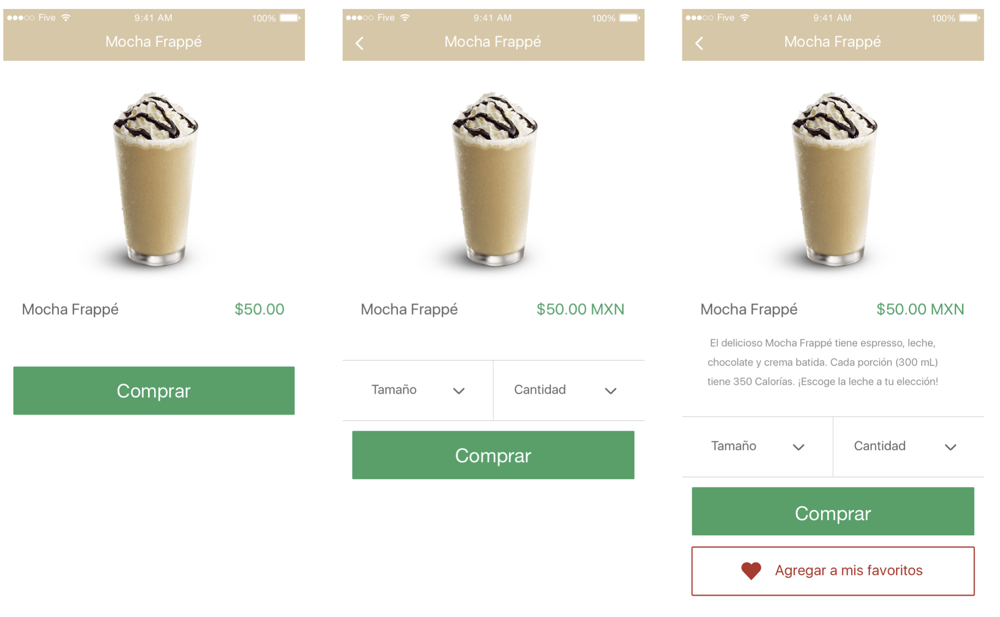 Five 9:41 AM 100%
Mocha Frappé
Mocha Frappé $50.00
Comprar
Five 9:41 AM 100%
Mocha Frappé
Mocha Frappé $50.00 MXN
Tamaño Cantidad
Comprar
Five 9:41 AM 100%
Mocha Frappé
Mocha Frappé $50.00 MXN
El delicioso Mocha Frappé tiene espresso, leche,
chocolate y crema batida. Cada porción (300 mL)
tiene 350 Calorías. ¡Escoge la leche a tu elección!
Tamaño Cantidad
Comprar
Agregar a mis favoritos